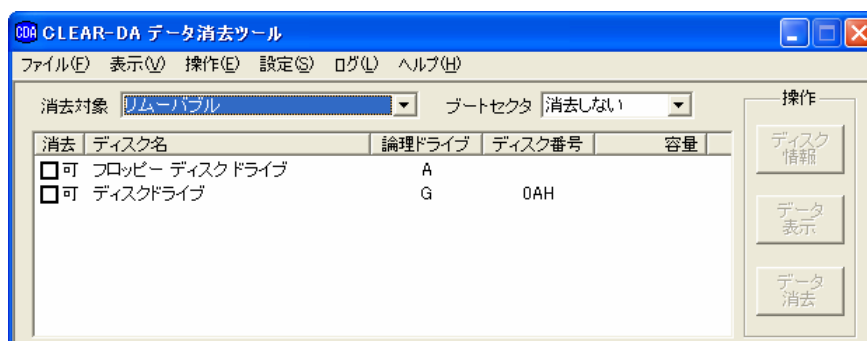 CDA CLEAR-DA データ消去ツール
ファイル(F) 表示(V) 操作(E) 設定(S) ログ(L) ヘルプ(H)
消去対象 リムーバブル ブートセクタ 消去しない
操作
消去 ディスク名 論理ドライブ ディスク番号 容量
可 フロッピー ディスク ドライブ A
可 ディスクドライブ G 0AH
ディスク
情報
データ
表示
データ
消去